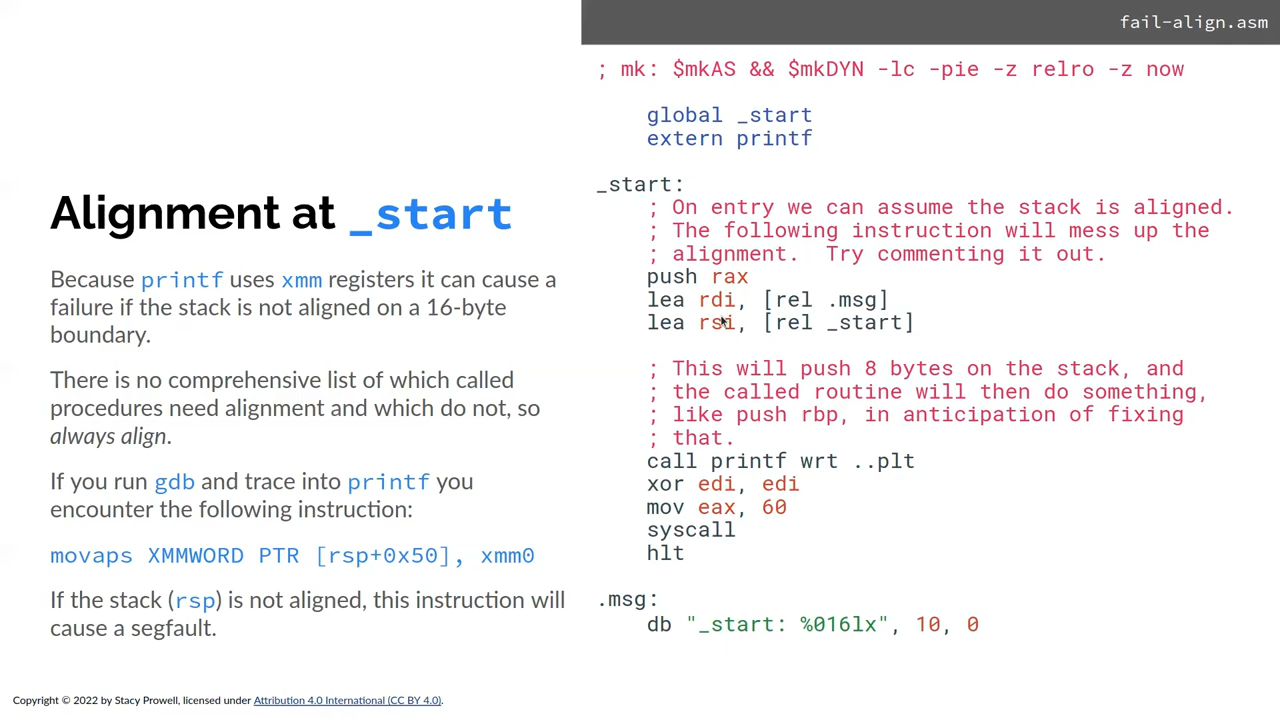 Alignment at _start
Because printf uses xmm registers it can cause a
failure if the stack is not aligned on a 16-byte
boundary.
There is no comprehensive list of which called
procedures need alignment and which do not, so
always align.
If you run gdb and trace into printf you
encounter the following instruction:
movaps XMMWORD PTR [rsp+0x50], xmm0
If the stack (rsp) is not aligned, this instruction will
cause a segfault.
fail-align.asm
; mk: $mkAS && $mkDYN -lc -pie -z relro -z now
global _start
extern printf
_start:
; On entry we can assume the stack is aligned.
; The following instruction will mess up the
; alignment.  Try commenting it out.
push rax
lea rdi, [rel .msg]
lea rsi, [rel _start]
; This will push 8 bytes on the stack, and
; the called routine will then do something,
; like push rbp, in anticipation of fixing
; that.
call printf wrt ..plt
xor edi, edi
mov eax, 60
syscall
hlt
.msg:
db "_start: %016lx", 10, 0
Copyright © 2022 by Stacy Prowell, licensed under Attribution 4.0 International (CC BY 4.0).